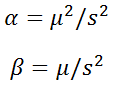 α = μ²/s²
β = μ/s²